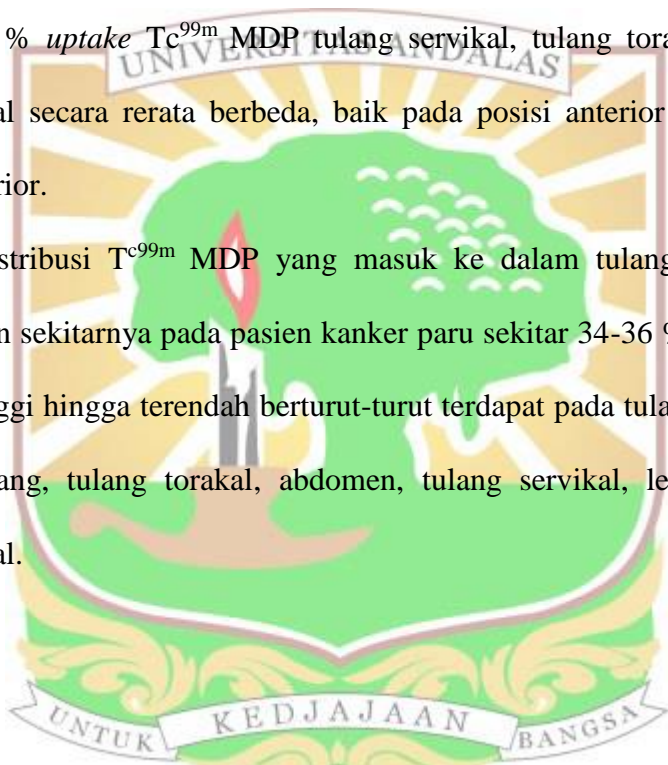 % uptake Tc99m MDP tulang servikal, tulang tora
UNIVERSITAS ANDALAS
al secara rerata berbeda, baik pada posisi anterior
rior.
stribusi Tc99m MDP yang masuk ke dalam tulang
n sekitarnya pada pasien kanker paru sekitar 34-36 %
ggi hingga terendah berturut-turut terdapat pada tula
ang, tulang torakal, abdomen, tulang servikal, le
al.
UNTUK KEDJAJAAN BANGSA